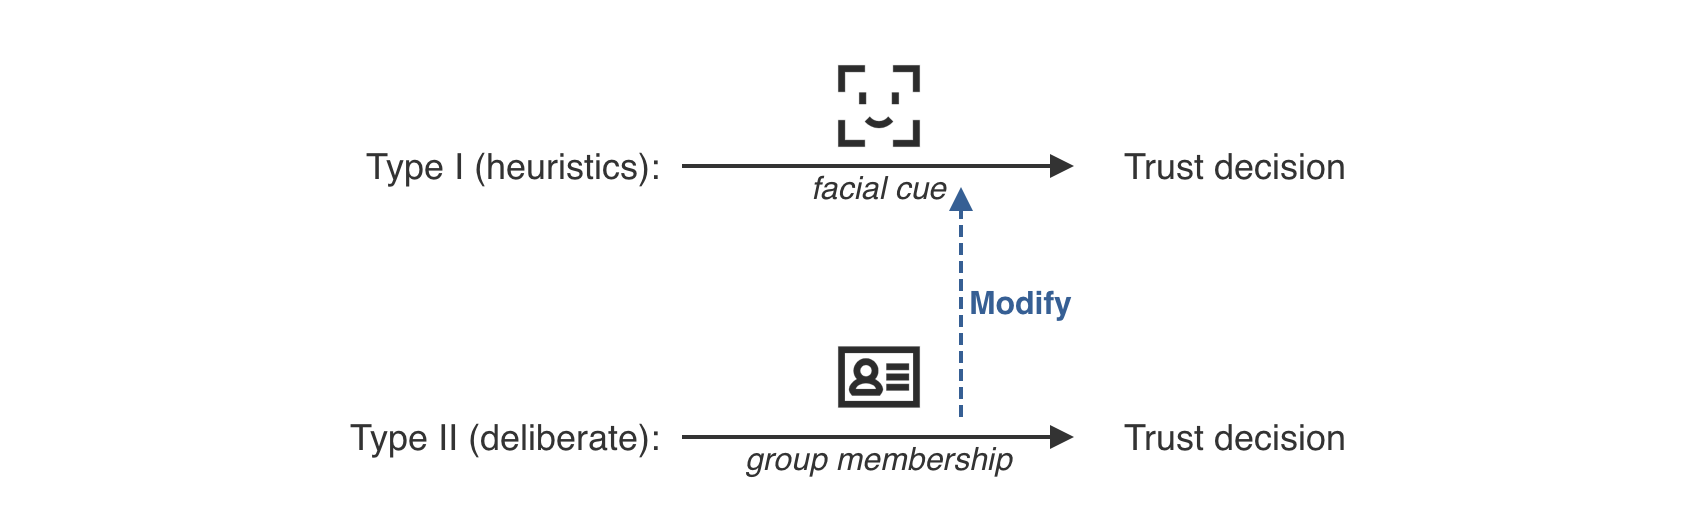 Type I (heuristics):
facial cue
Trust decision
Modify
Type II (deliberate):
group membership
Trust decision